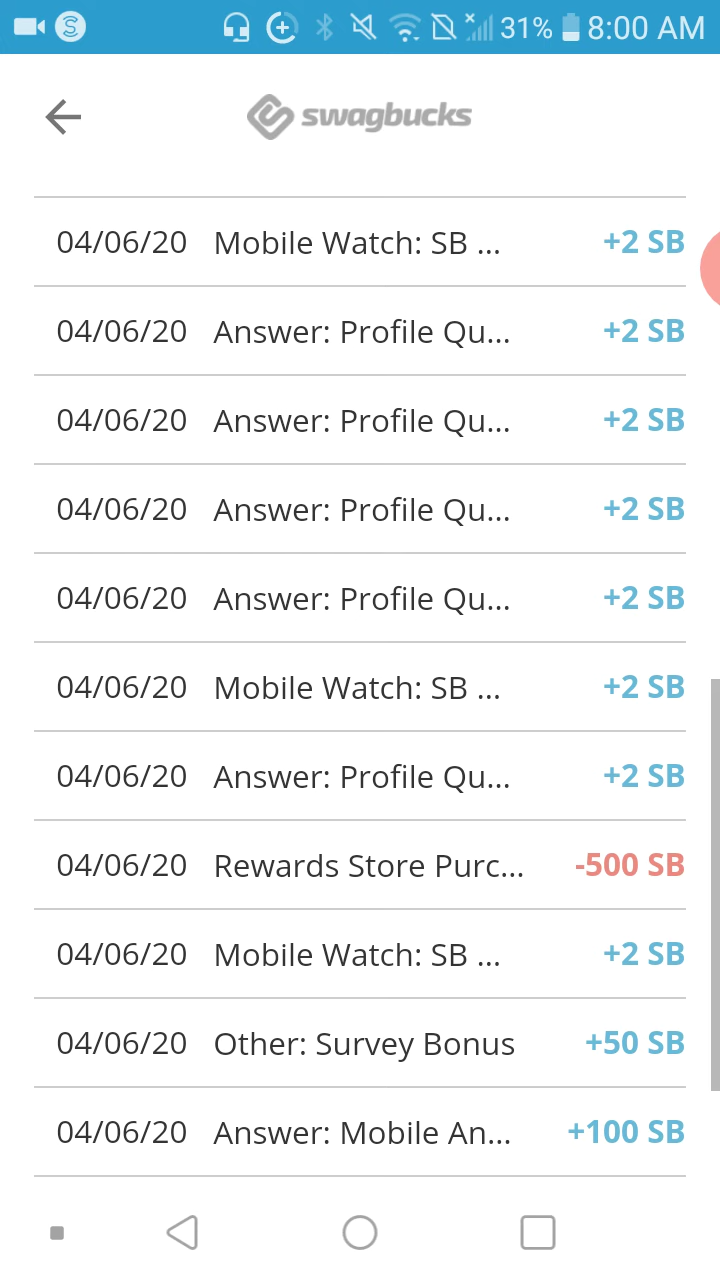 31% 8:00 AM
swagbucks
04/06/20 Mobile Watch: SB ... +2 SB
04/06/20 Answer: Profile Qu... +2 SB
04/06/20 Answer: Profile Qu... +2 SB
04/06/20 Answer: Profile Qu... +2 SB
04/06/20 Answer: Profile Qu... +2 SB
04/06/20 Mobile Watch: SB ... +2 SB
04/06/20 Answer: Profile Qu... +2 SB
04/06/20 Rewards Store Purc... -500 SB
04/06/20 Mobile Watch: SB ... +2 SB
04/06/20 Other: Survey Bonus +50 SB
04/06/20 Answer: Mobile An... +100 SB